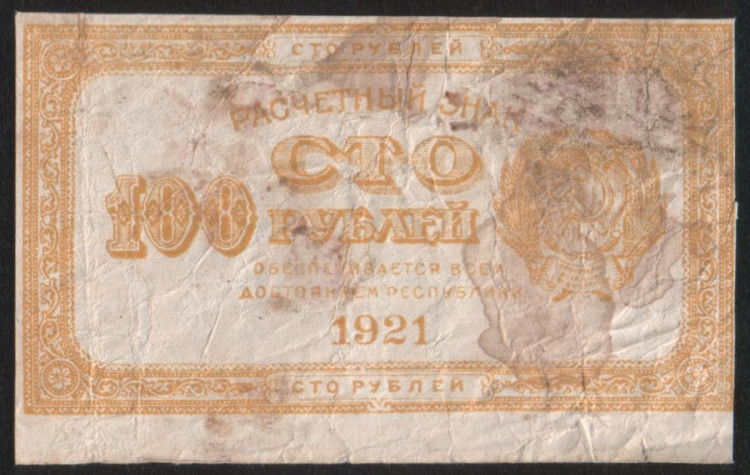 СТО РУБЛЕЙ
РАСЧЕТНЫЙ ЗНАК
СТО
100 РУБЛЕЙ
ОБЕСПЕЧИВАЕТСЯ ВСЕМ
ДОСТОЯНИЕМ РЕСПУБЛИКИ
1921
СТО РУБЛЕЙ